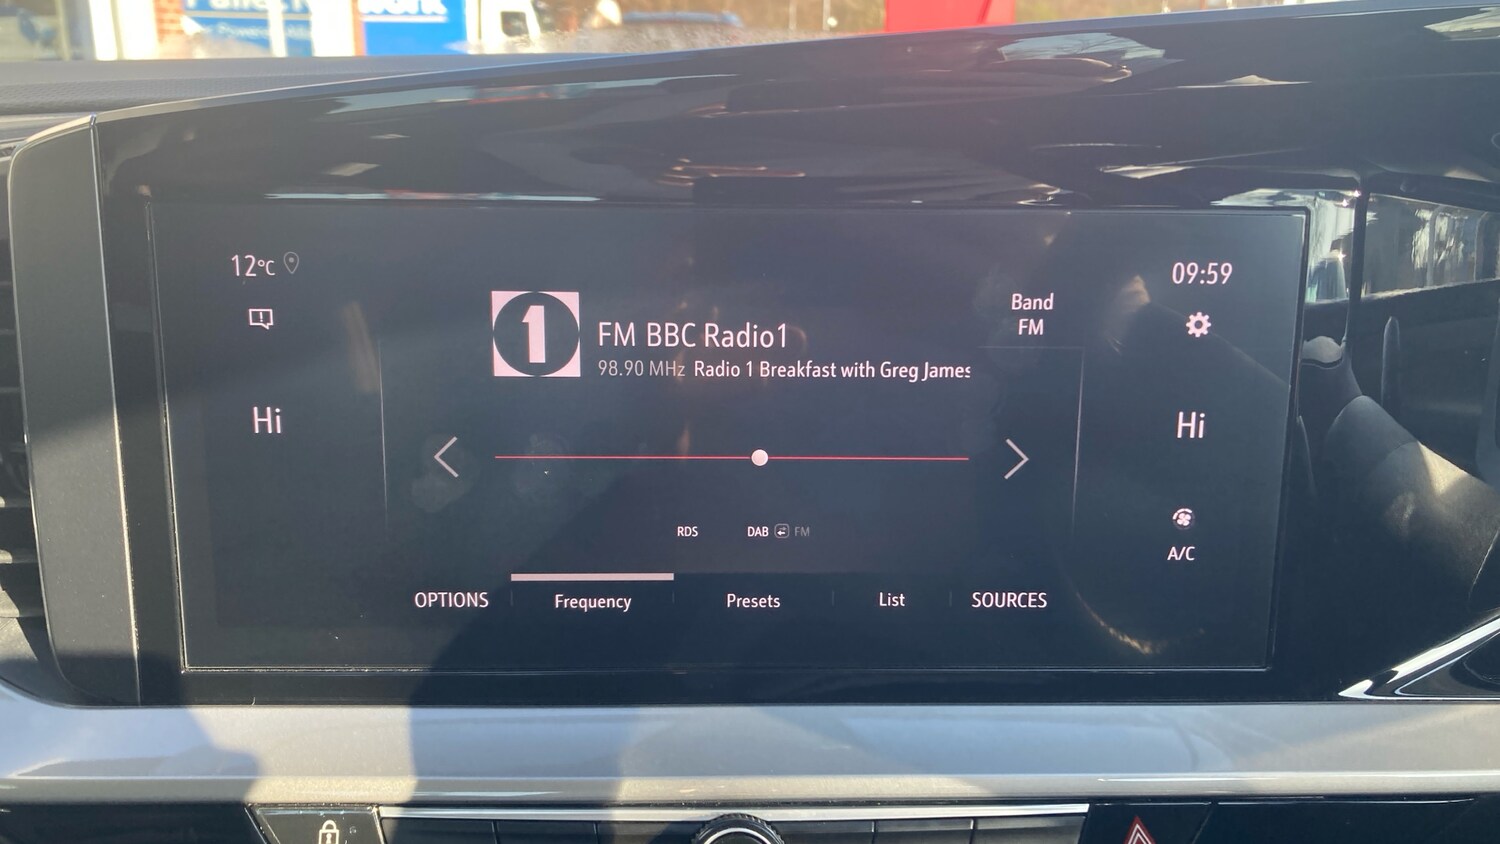 12°C
09:59
Band
FM
1
FM BBC Radio1
98.90 MHz Radio 1 Breakfast with Greg James
Hi
Hi
RDS
DAB FM
A/C
OPTIONS
Frequency
Presets
List
SOURCES